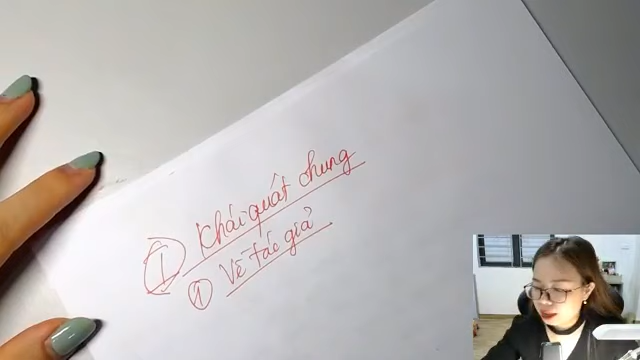 I Khái quát chung
1 Về tác giả